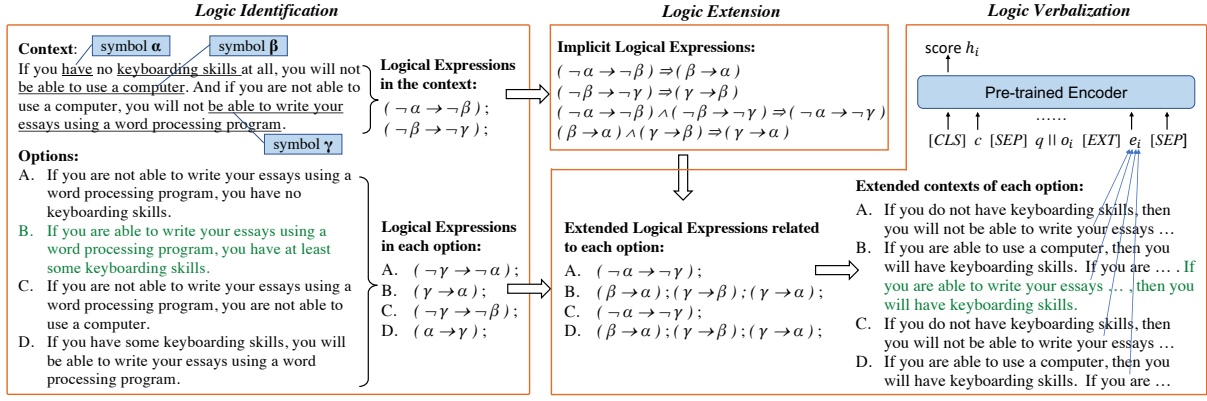 Logic Identification
Context:
symbol α
symbol β
If you have no keyboarding skills at all, you will not
be able to use a computer. And if you are not able to
use a computer, you will not be able to write your
essays using a word processing program.
symbol γ
Logical Expressions
in the context:
(¬α→¬β);
(¬β→¬γ);
Options:
A. If you are not able to write your essays using a
word processing program, you have no
keyboarding skills.
B. If you are able to write your essays using a
word processing program, you have at least
some keyboarding skills.
C. If you are not able to write your essays using a
word processing program, you are not able to
use a computer.
D. If you have some keyboarding skills, you will
be able to write your essays using a word
processing program.
Logical Expressions
in each option:
A. (¬γ→¬α);
B. (γ→α);
C. (¬γ→¬β);
D. (α→γ);
Logic Extension
Implicit Logical Expressions:
(¬α→¬β)⇒(β→α)
(¬β→¬γ)⇒(γ→β)
(¬α→¬β)∧(¬β→¬γ)⇒(¬α→¬γ)
(β→α)∧(γ→β)⇒(γ→α)
Extended Logical Expressions related
to each option:
A. (¬α→¬γ);
B. (β→α);(γ→β);(γ→α);
C. (¬α→¬γ);
D. (β→α);(γ→β);(γ→α);
Logic Verbalization
score hi
Pre-trained Encoder
......
[CLS] c [SEP] q || oi [EXT] ei [SEP]
Extended contexts of each option:
A. If you do not have keyboarding skills, then
you will not be able to write your essays ...
B. If you are able to use a computer, then you
will have keyboarding skills. If you are ... . If
you are able to write your essays ... , then you
will have keyboarding skills.
C. If you do not have keyboarding skills, then
you will not be able to write your essays ...
D. If you are able to use a computer, then you
will have keyboarding skills. If you are ...